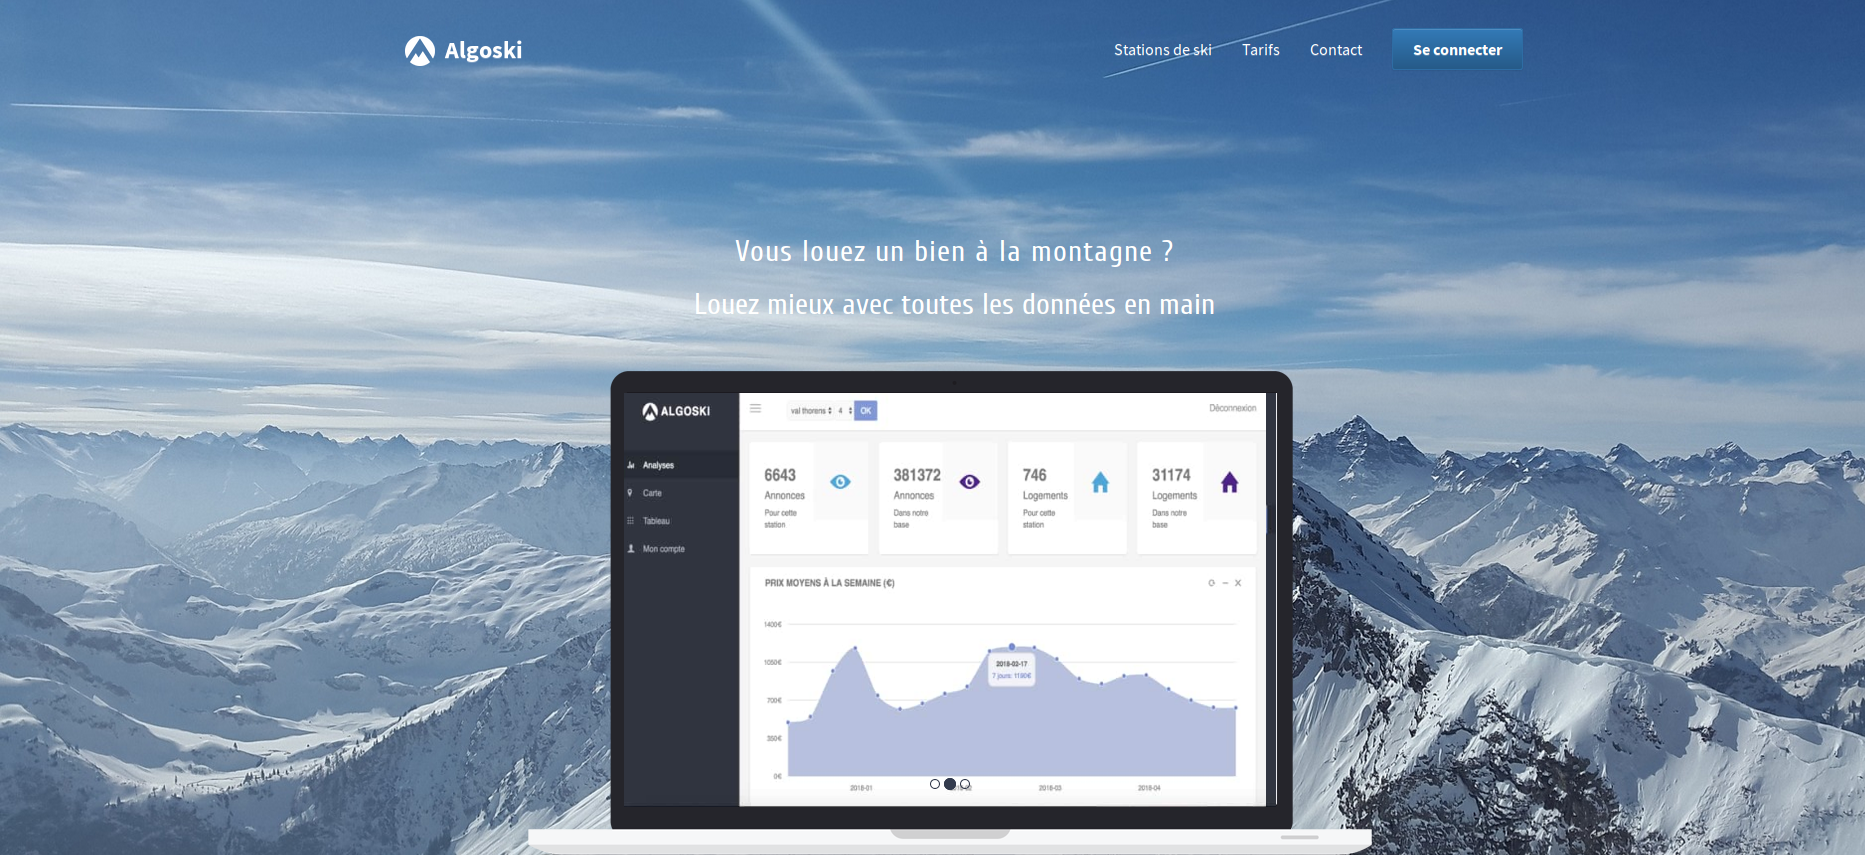 Algoski
Stations de ski
Tarifs
Contact
Se connecter
Vous louez un bien à la montagne ?
Louez mieux avec toutes les données en main
ALGOSKI
val thorens
4
OK
Déconnexion
Analyses
Carte
Tableau
Mon compte
6643
Annonces
Pour cette
station
381372
Annonces
Dans notre
base
746
Logements
Pour cette
station
31174
Logements
Dans notre
base
PRIX MOYENS À LA SEMAINE (€)
1400€
1050€
700€
350€
0€
2018-02-17
7 jours: 1190€
2018-01
2018-03
2018-04